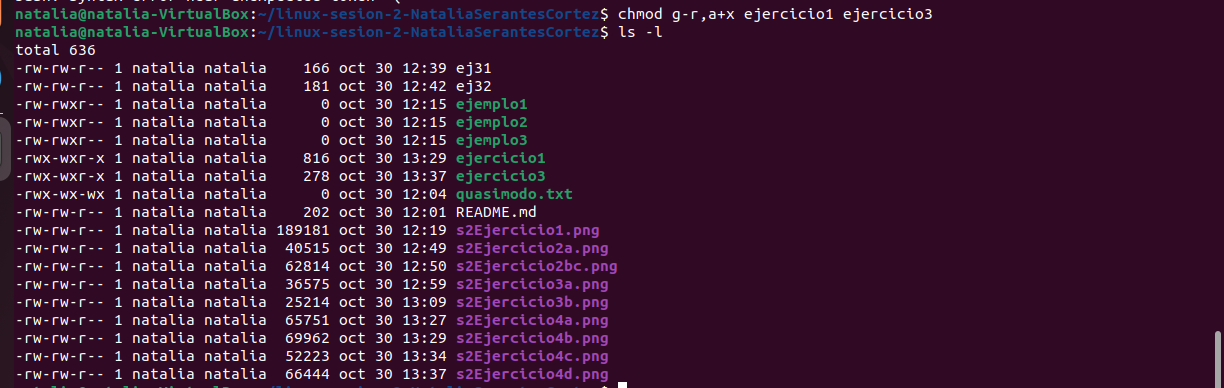 natalia@natalia-VirtualBox:~/linux-sesion-2-NataliaSerantesCortez$ chmod g-r,a+x ejercicio1 ejercicio3
natalia@natalia-VirtualBox:~/linux-sesion-2-NataliaSerantesCortez$ ls -l
total 636
-rw-rw-r-- 1 natalia natalia    166 oct 30 12:39 ej31
-rw-rw-r-- 1 natalia natalia    181 oct 30 12:42 ej32
-rw-rwxr-- 1 natalia natalia      0 oct 30 12:15 ejemplo1
-rw-rwxr-- 1 natalia natalia      0 oct 30 12:15 ejemplo2
-rw-rwxr-- 1 natalia natalia      0 oct 30 12:15 ejemplo3
-rwx-wxr-x 1 natalia natalia    816 oct 30 13:29 ejercicio1
-rwx-wxr-x 1 natalia natalia    278 oct 30 13:37 ejercicio3
-rwx-wx-wx 1 natalia natalia      0 oct 30 12:04 quasimodo.txt
-rw-rw-r-- 1 natalia natalia    202 oct 30 12:01 README.md
-rw-rw-r-- 1 natalia natalia 189181 oct 30 12:19 s2Ejercicio1.png
-rw-rw-r-- 1 natalia natalia  40515 oct 30 12:49 s2Ejercicio2a.png
-rw-rw-r-- 1 natalia natalia  62814 oct 30 12:50 s2Ejercicio2bc.png
-rw-rw-r-- 1 natalia natalia  36575 oct 30 12:59 s2Ejercicio3a.png
-rw-rw-r-- 1 natalia natalia  25214 oct 30 13:09 s2Ejercicio3b.png
-rw-rw-r-- 1 natalia natalia  65751 oct 30 13:27 s2Ejercicio4a.png
-rw-rw-r-- 1 natalia natalia  69962 oct 30 13:29 s2Ejercicio4b.png
-rw-rw-r-- 1 natalia natalia  52223 oct 30 13:34 s2Ejercicio4c.png
-rw-rw-r-- 1 natalia natalia  66444 oct 30 13:37 s2Ejercicio4d.png